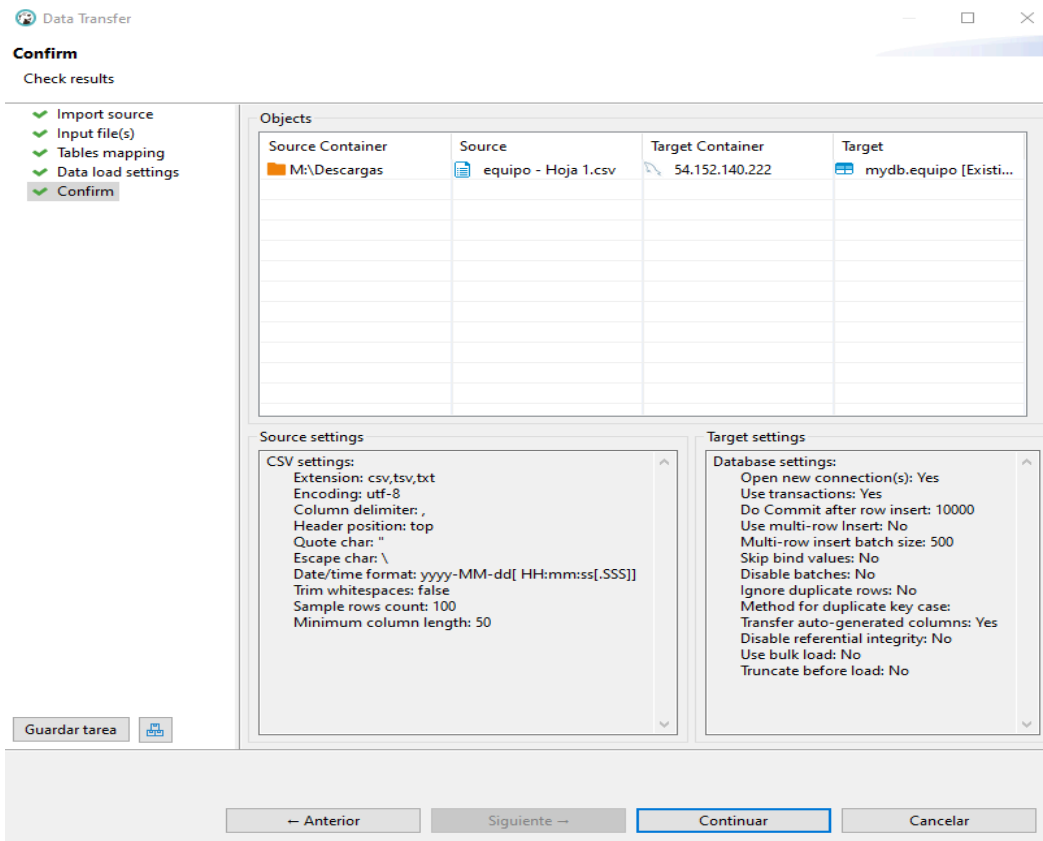 Data Transfer
Confirm
Check results
Import source
Input file(s)
Tables mapping
Data load settings
Confirm
Objects
Source Container Source Target Container Target
M:\Descargas equipo - Hoja 1.csv 54.152.140.222 mydb.equipo [Existi...
Source settings
CSV settings:
Extension: csv,tsv,txt
Encoding: utf-8
Column delimiter: ,
Header position: top
Quote char: "
Escape char: \
Date/time format: yyyy-MM-dd[ HH:mm:ss[.SSS]]
Trim whitespaces: false
Sample rows count: 100
Minimum column length: 50
Target settings
Database settings:
Open new connection(s): Yes
Use transactions: Yes
Do Commit after row insert: 10000
Use multi-row Insert: No
Multi-row insert batch size: 500
Skip bind values: No
Disable batches: No
Ignore duplicate rows: No
Method for duplicate key case:
Transfer auto-generated columns: Yes
Disable referential integrity: No
Use bulk load: No
Truncate before load: No
Guardar tarea
← Anterior Siguiente → Continuar Cancelar